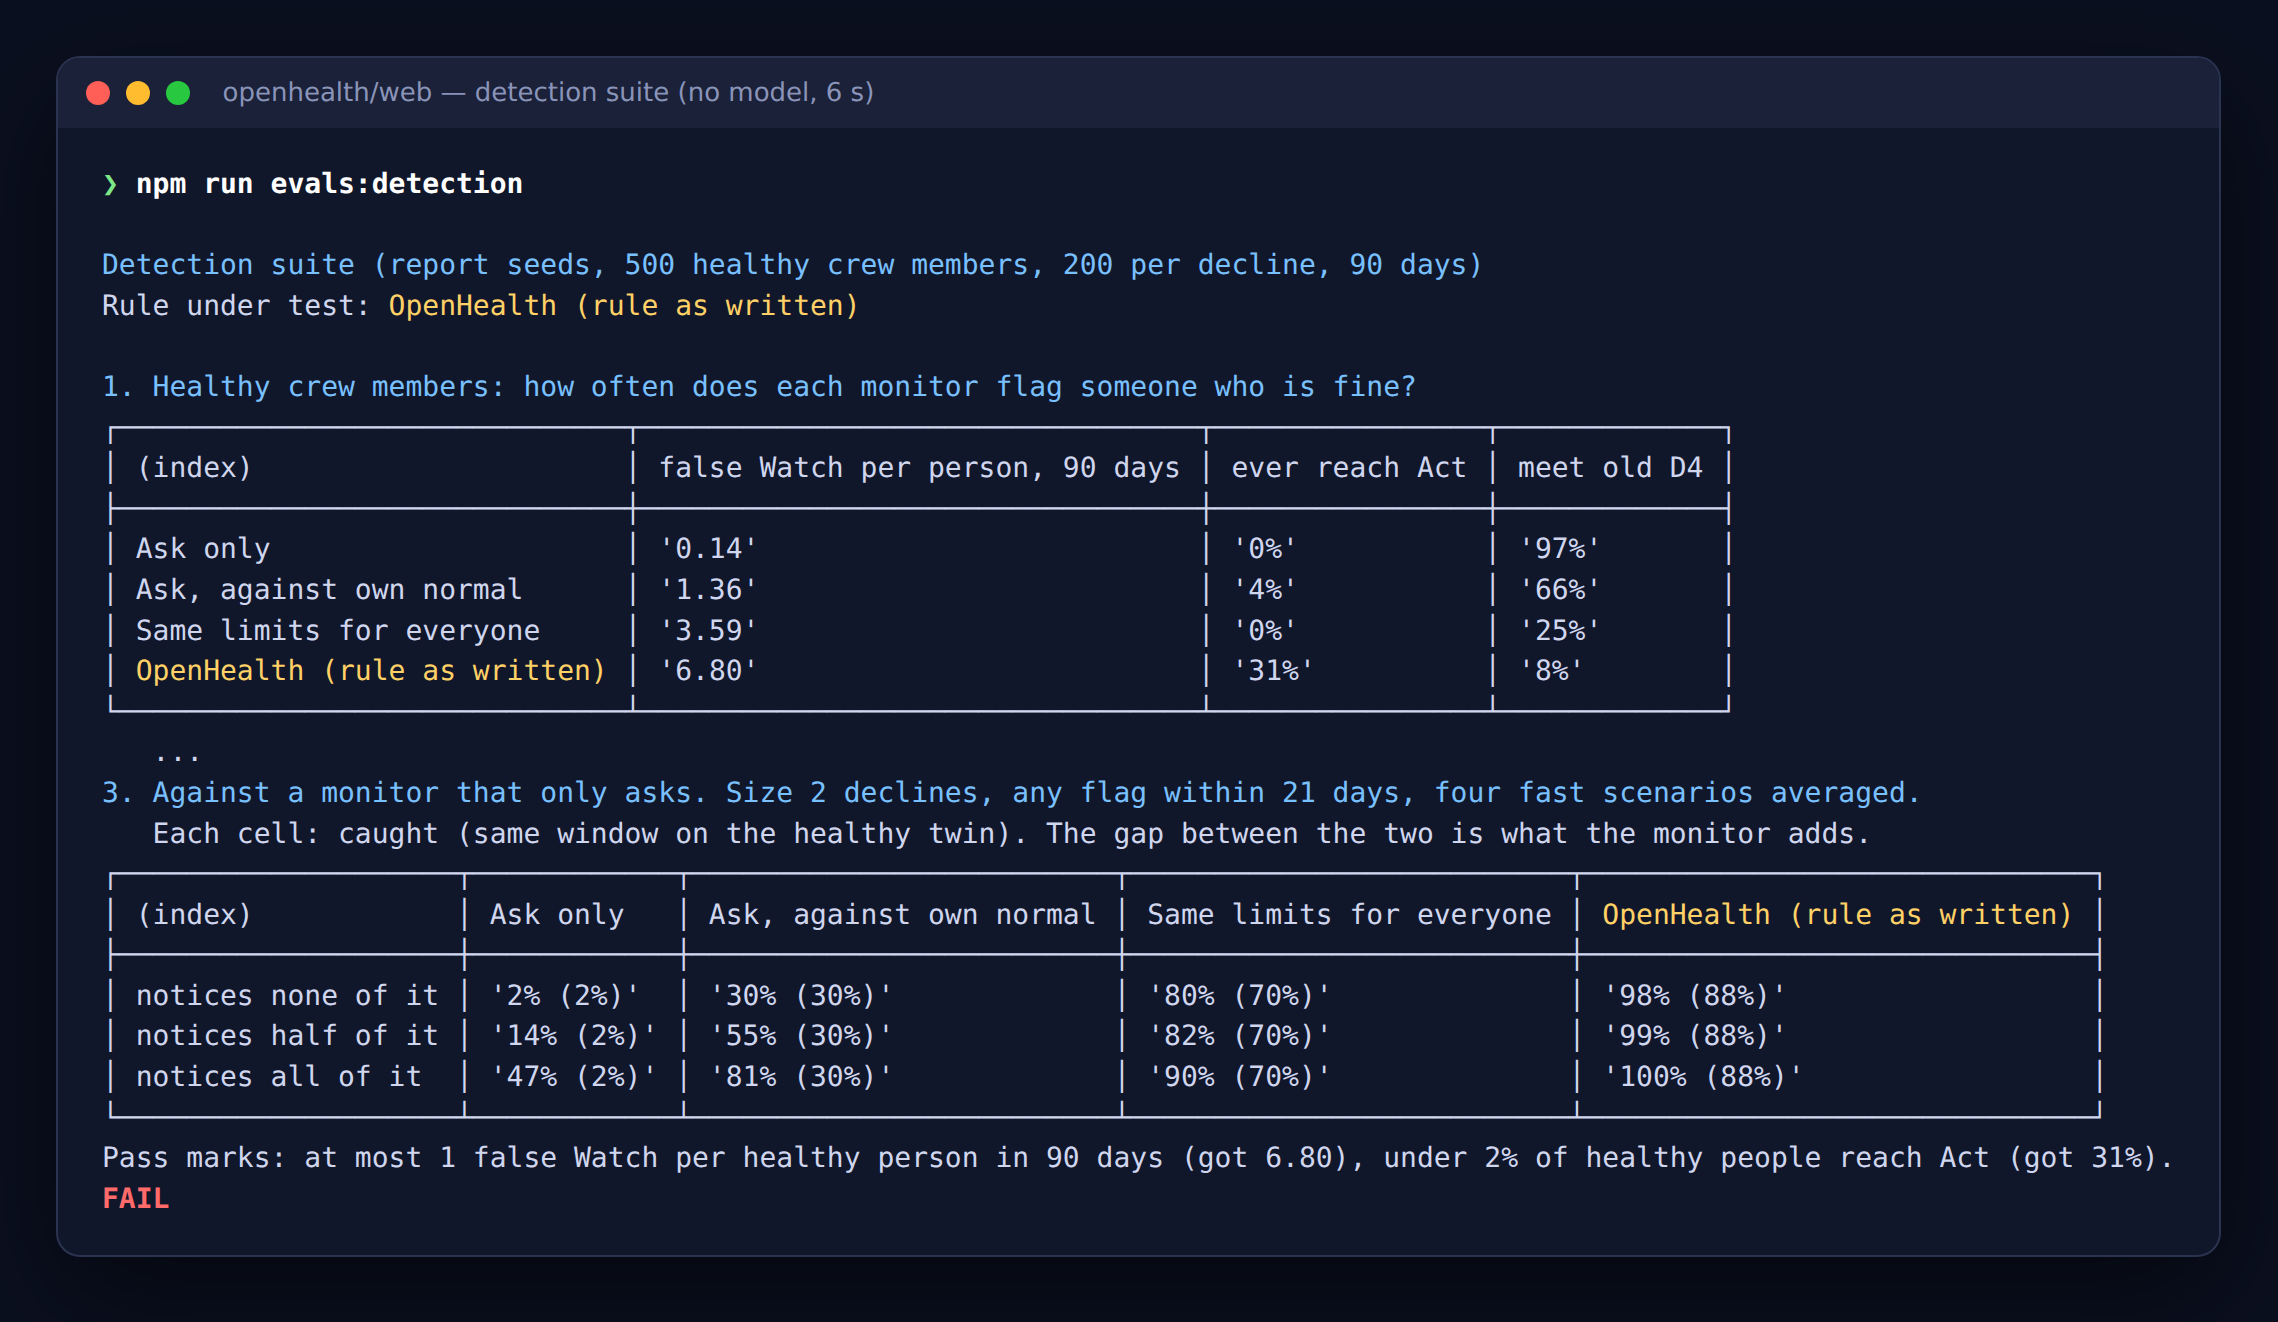 openhealth/web — detection suite (no model, 6 s)
❯ npm run evals:detection
Detection suite (report seeds, 500 healthy crew members, 200 per decline, 90 days)
Rule under test: OpenHealth (rule as written)
1. Healthy crew members: how often does each monitor flag someone who is fine?
(index) │ false Watch per person, 90 days │ ever reach Act │ meet old D4
Ask only │ '0.14' │ '0%' │ '97%'
Ask, against own normal │ '1.36' │ '4%' │ '66%'
Same limits for everyone │ '3.59' │ '0%' │ '25%'
OpenHealth (rule as written) │ '6.80' │ '31%' │ '8%'
...
3. Against a monitor that only asks. Size 2 declines, any flag within 21 days, four fast scenarios averaged.
Each cell: caught (same window on the healthy twin). The gap between the two is what the monitor adds.
(index) │ Ask only │ Ask, against own normal │ Same limits for everyone │ OpenHealth (rule as written)
notices none of it │ '2% (2%)' │ '30% (30%)' │ '80% (70%)' │ '98% (88%)'
notices half of it │ '14% (2%)' │ '55% (30%)' │ '82% (70%)' │ '99% (88%)'
notices all of it │ '47% (2%)' │ '81% (30%)' │ '90% (70%)' │ '100% (88%)'
Pass marks: at most 1 false Watch per healthy person in 90 days (got 6.80), under 2% of healthy people reach Act (got 31%).
FAIL